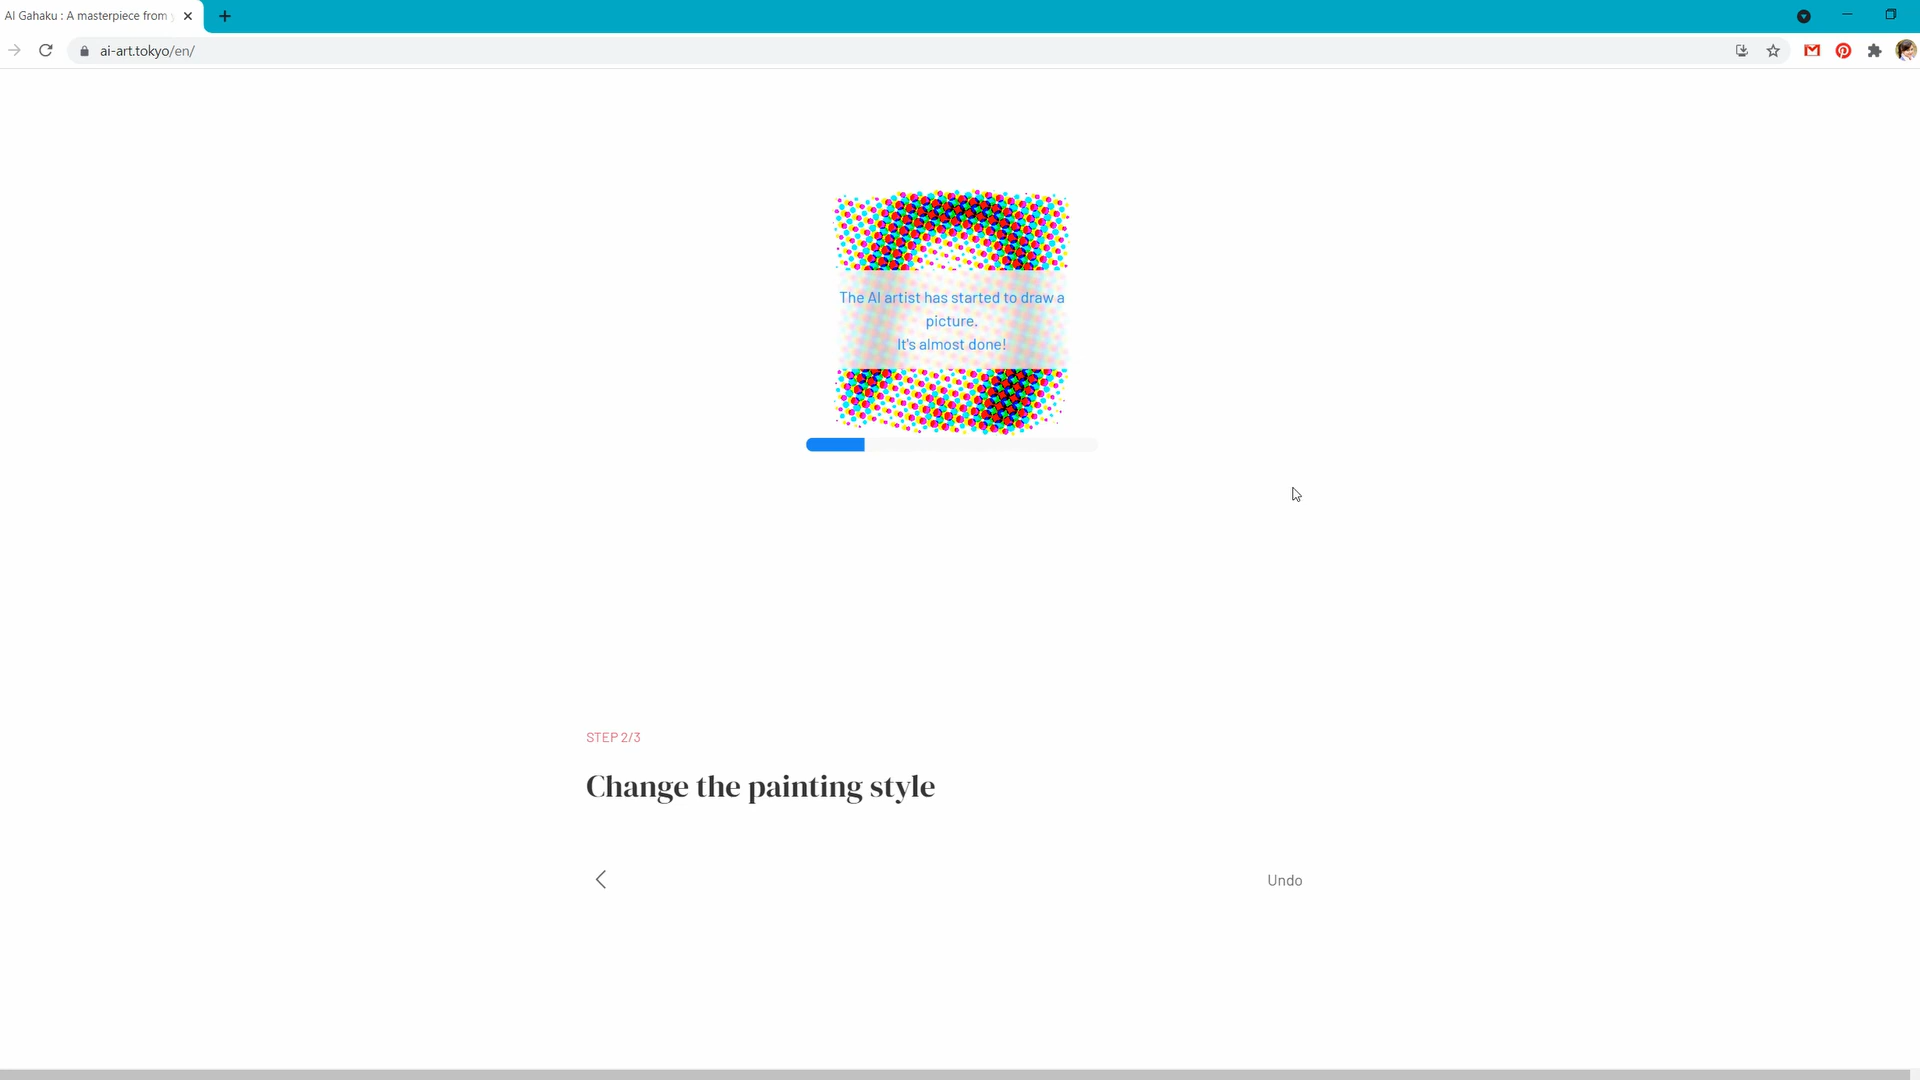 AI Gahaku : A masterpiece from
ai-art.tokyo/en/
The AI artist has started to draw a
picture.
It's almost done!
STEP 2/3
Change the painting style
Undo